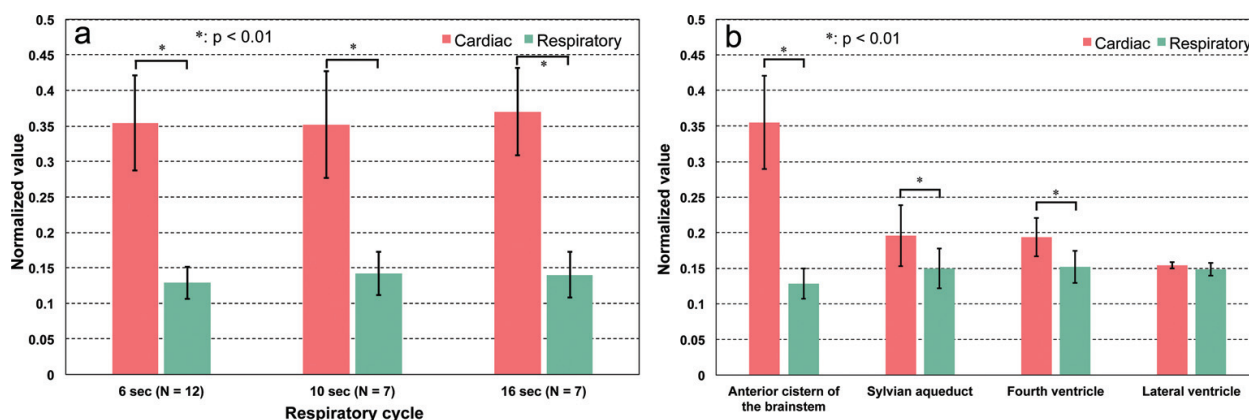 a
*: p < 0.01
Cardiac Respiratory
Normalized value
0.5
0.45
0.4
0.35
0.3
0.25
0.2
0.15
0.1
0.05
0
*
*
*
6 sec (N = 12) 10 sec (N = 7) 16 sec (N = 7)
Respiratory cycle
b
*: p < 0.01
Cardiac Respiratory
Normalized value
0.5
0.45
0.4
0.35
0.3
0.25
0.2
0.15
0.1
0.05
0
*
*
*
Anterior cistern of
the brainstem
Sylvian aqueduct
Fourth ventricle
Lateral ventricle